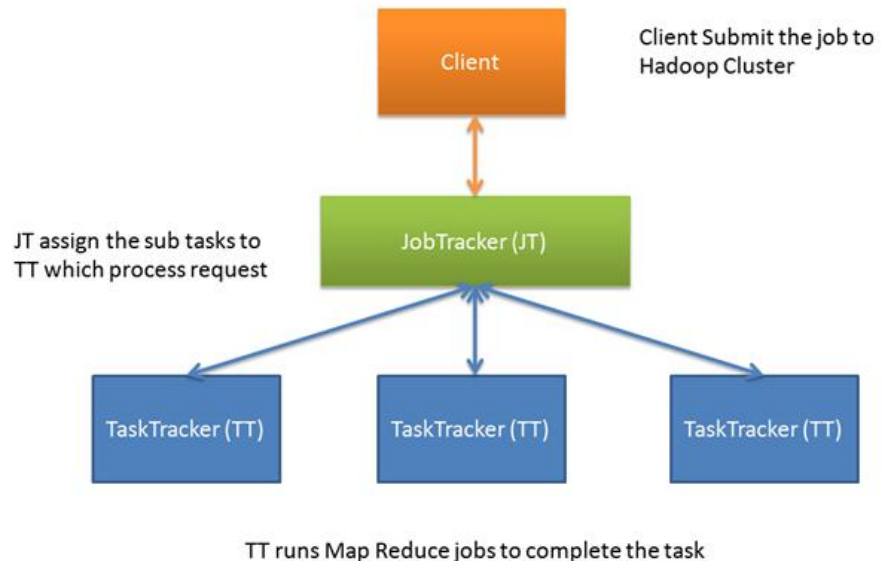 Client
Client Submit the job to
Hadoop Cluster
JobTracker (JT)
JT assign the sub tasks to
TT which process request
TaskTracker (TT)
TaskTracker (TT)
TaskTracker (TT)
TT runs Map Reduce jobs to complete the task